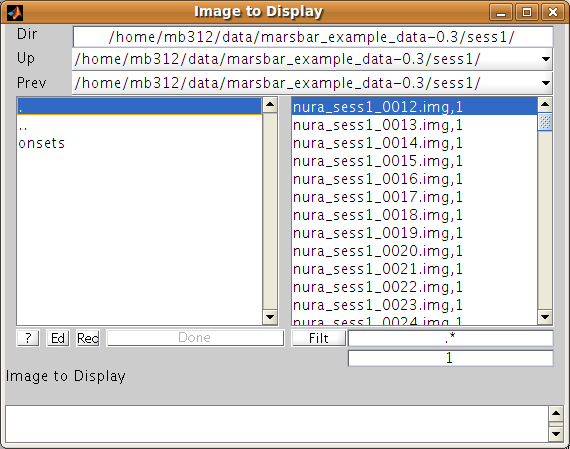 Image to Display
Dir /home/mb312/data/marsbar_example_data-0.3/sess1/
Up /home/mb312/data/marsbar_example_data-0.3/sess1/
Prev /home/mb312/data/marsbar_example_data-0.3/sess1/
.
..
onsets
nura_sess1_0012.img,1
nura_sess1_0013.img,1
nura_sess1_0014.img,1
nura_sess1_0015.img,1
nura_sess1_0016.img,1
nura_sess1_0017.img,1
nura_sess1_0018.img,1
nura_sess1_0019.img,1
nura_sess1_0020.img,1
nura_sess1_0021.img,1
nura_sess1_0022.img,1
nura_sess1_0023.img,1
nura_sess1_0024.img,1
? Ed Rec Done Filt .*
1
Image to Display